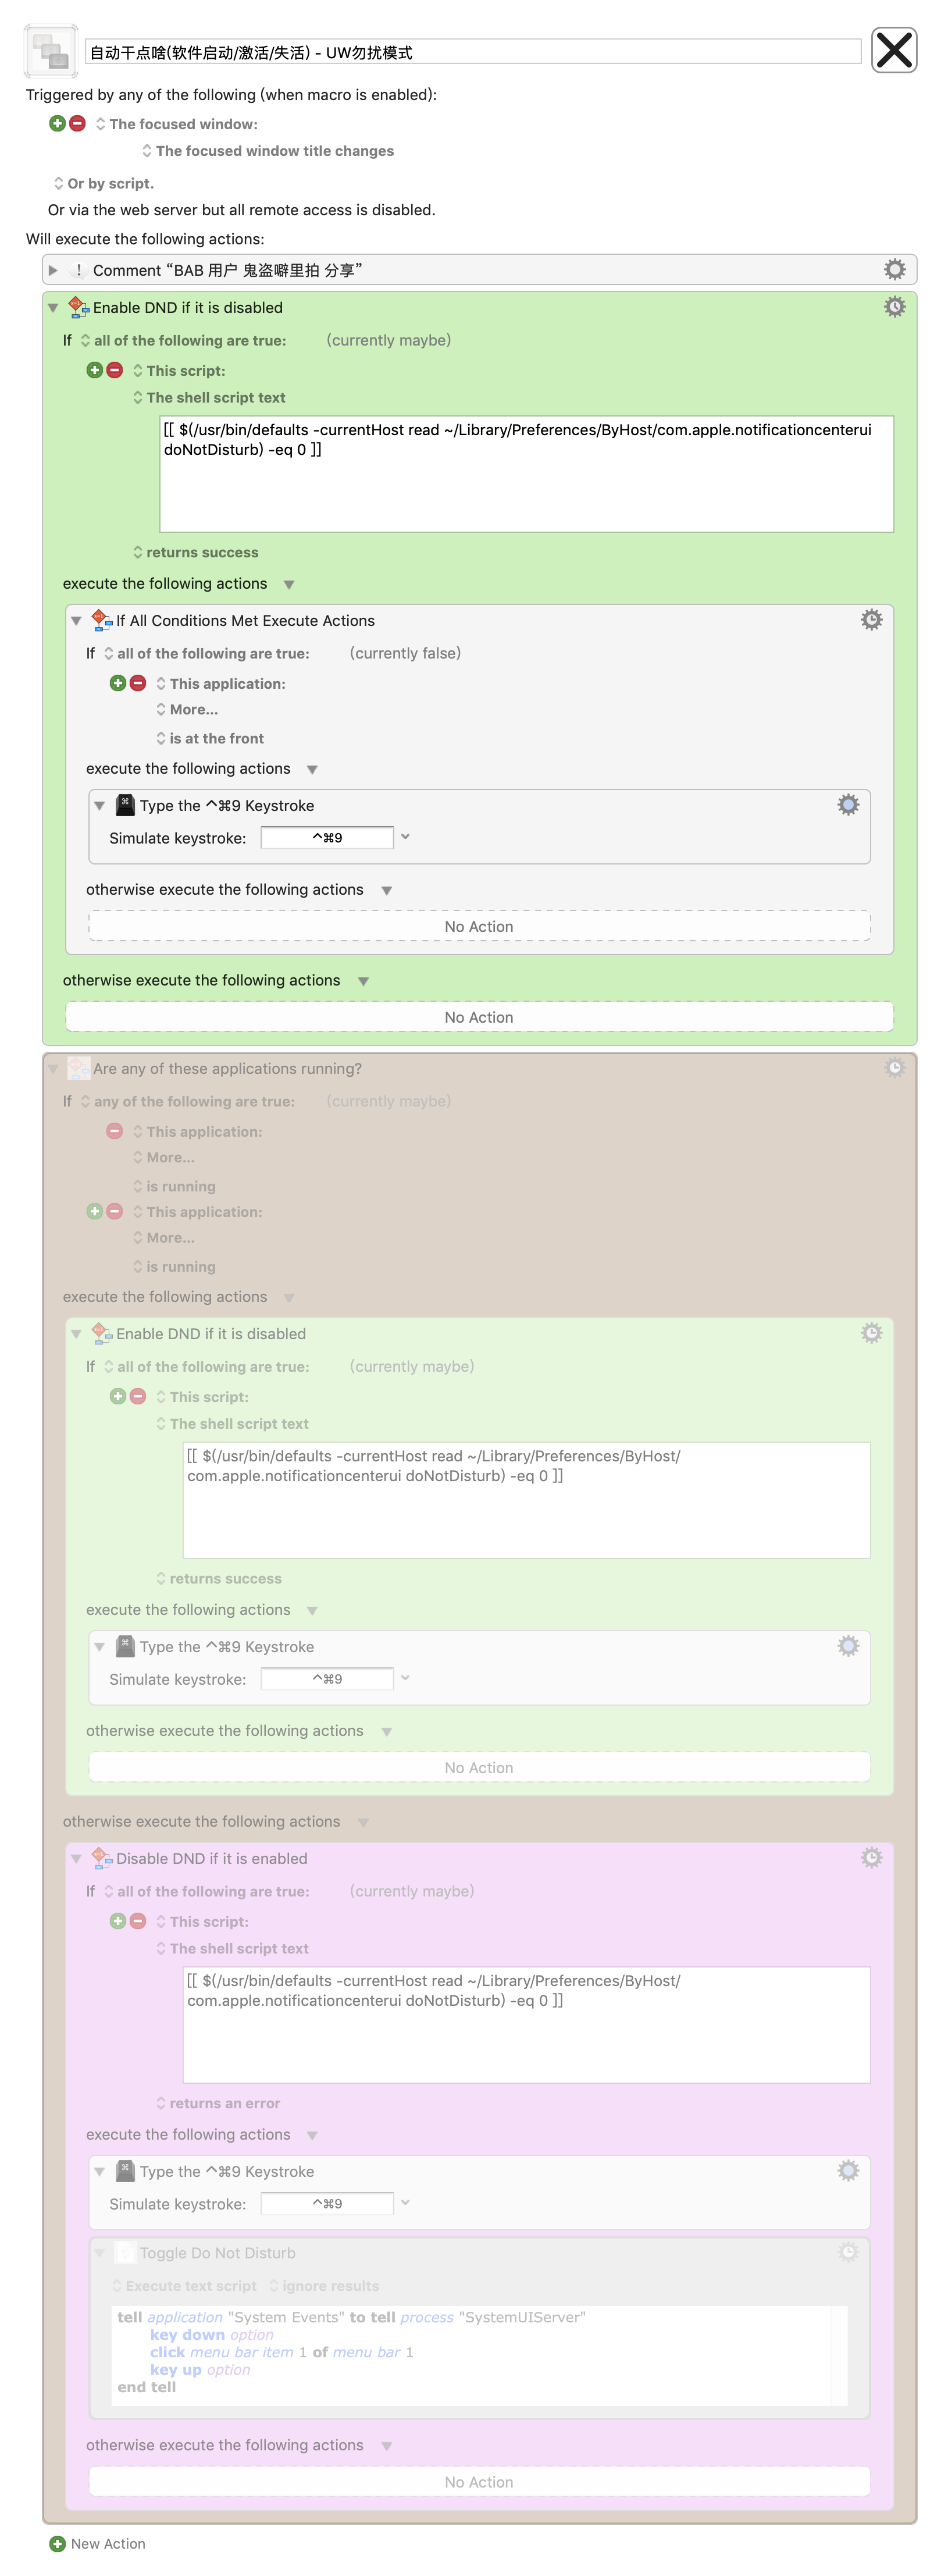 自动干点啥(软件启动/激活/失活) - UW勿扰模式
Triggered by any of the following (when macro is enabled):
The focused window:
The focused window title changes
Or by script.
Or via the web server but all remote access is disabled.
Will execute the following actions:
Comment “BAB 用户 鬼盗噼里拍 分享”
Enable DND if it is disabled
If all of the following are true: (currently maybe)
This script:
The shell script text
[[ $(/usr/bin/defaults -currentHost read ~/Library/Preferences/ByHost/com.apple.notificationcenterui
doNotDisturb) -eq 0 ]]
returns success
execute the following actions
If All Conditions Met Execute Actions
If all of the following are true: (currently false)
This application:
More...
is at the front
execute the following actions
Type the ^⌘9 Keystroke
Simulate keystroke: ^⌘9
otherwise execute the following actions
No Action
otherwise execute the following actions
No Action
Are any of these applications running?
If any of the following are true: (currently maybe)
This application:
More...
is running
This application:
More...
is running
execute the following actions
Enable DND if it is disabled
If all of the following are true: (currently maybe)
This script:
The shell script text
[[ $(/usr/bin/defaults -currentHost read ~/Library/Preferences/ByHost/
com.apple.notificationcenterui doNotDisturb) -eq 0 ]]
returns success
execute the following actions
Type the ^⌘9 Keystroke
Simulate keystroke: ^⌘9
otherwise execute the following actions
No Action
otherwise execute the following actions
Disable DND if it is enabled
If all of the following are true: (currently maybe)
This script:
The shell script text
[[ $(/usr/bin/defaults -currentHost read ~/Library/Preferences/ByHost/
com.apple.notificationcenterui doNotDisturb) -eq 0 ]]
returns an error
execute the following actions
Type the ^⌘9 Keystroke
Simulate keystroke: ^⌘9
Toggle Do Not Disturb
Execute text script ignore results
tell application "System Events" to tell process "SystemUIServer"
key down option
click menu bar item 1 of menu bar 1
key up option
end tell
otherwise execute the following actions
No Action
New Action